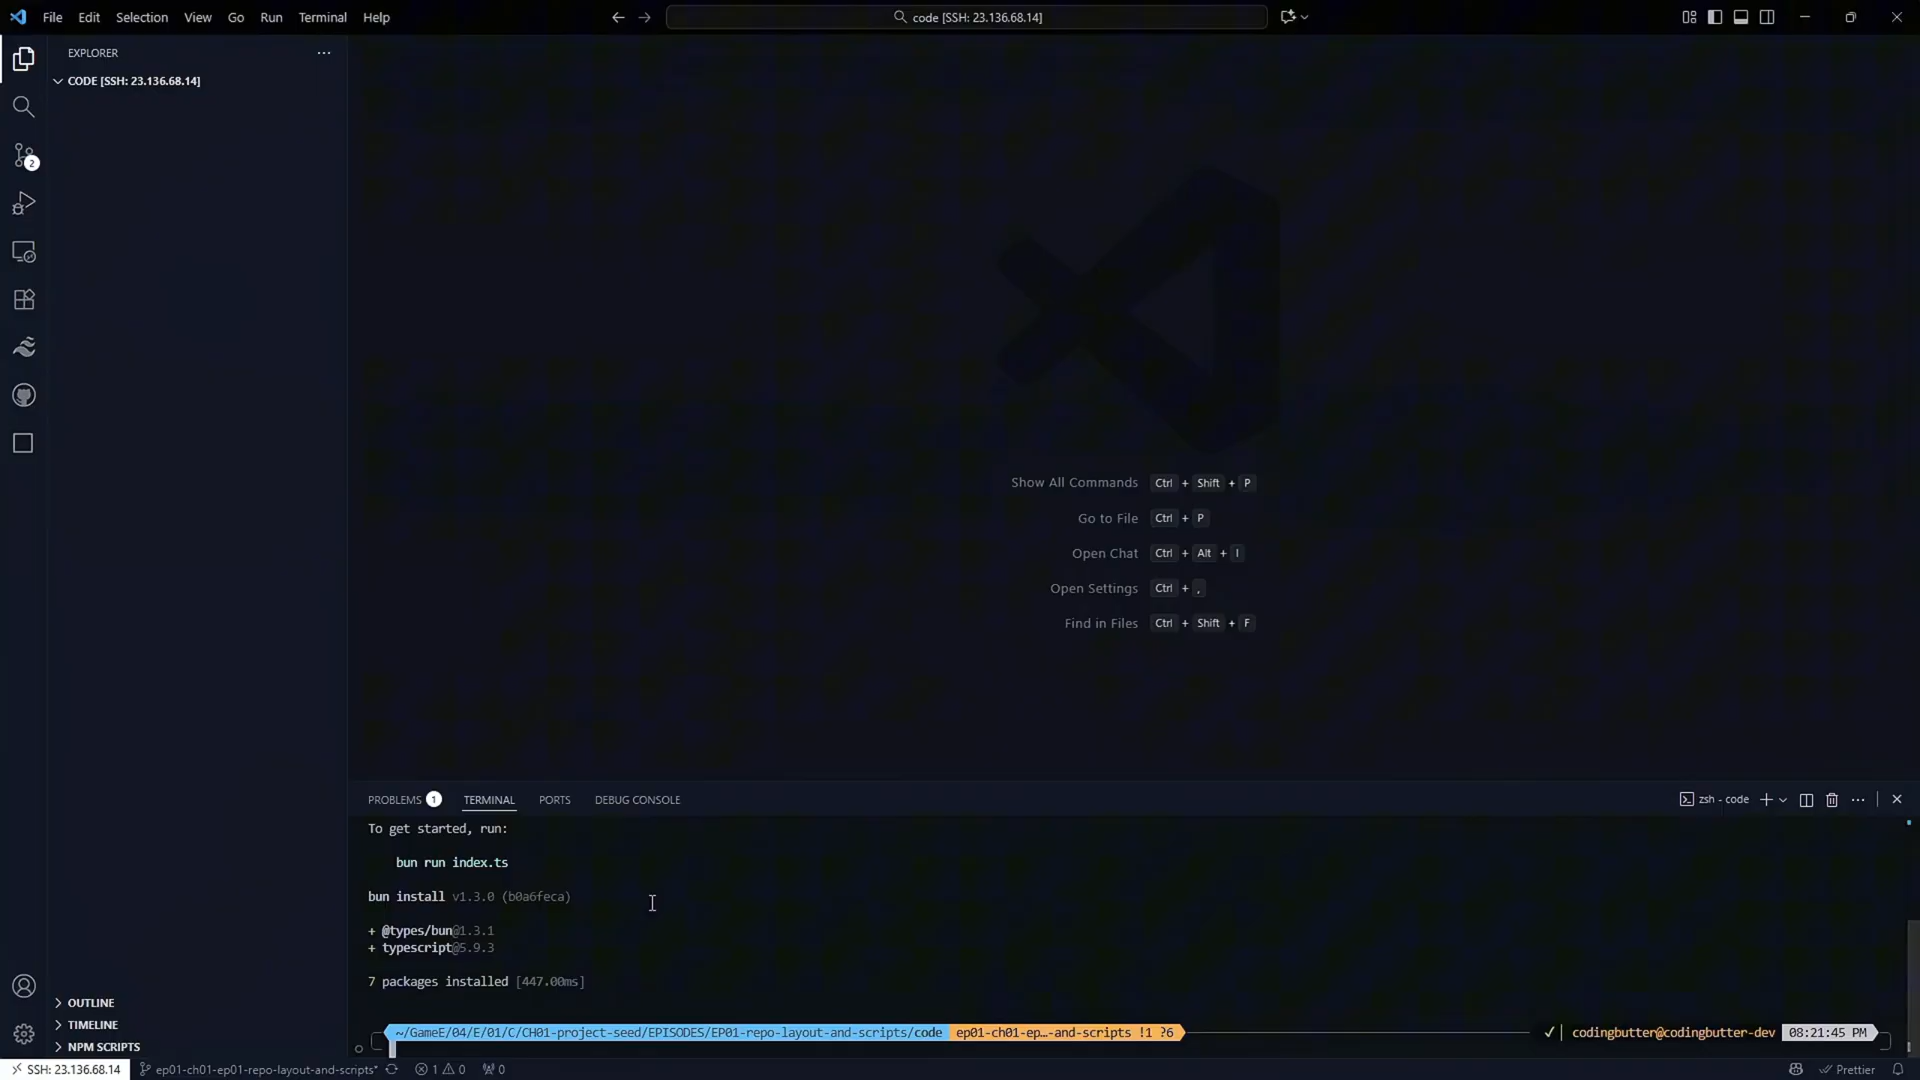 File Edit Selection View Go Run Terminal Help
code [SSH: 23.136.68.14]
EXPLORER
CODE [SSH: 23.136.68.14]
2
Show All Commands Ctrl + Shift + P
Go to File Ctrl + P
Open Chat Ctrl + Alt + I
Open Settings Ctrl + ,
Find in Files Ctrl + Shift + F
PROBLEMS 1 TERMINAL PORTS DEBUG CONSOLE
zsh - code
To get started, run:
bun run index.ts
bun install v1.3.0 (b0a6feca)
+ @types/bun@1.3.1
+ typescript@5.9.3
7 packages installed [447.00ms]
~/GameE/04/E/01/C/CH01-project-seed/EPISODES/EP01-repo-layout-and-scripts/code ep01-ch01-ep…-and-scripts !1 ?6
✓ codingbutter@codingbutter-dev 08:21:45 PM
OUTLINE
TIMELINE
NPM SCRIPTS
SSH: 23.136.68.14 ep01-ch01-ep01-repo-layout-and-scripts* 1 0 0 Prettier